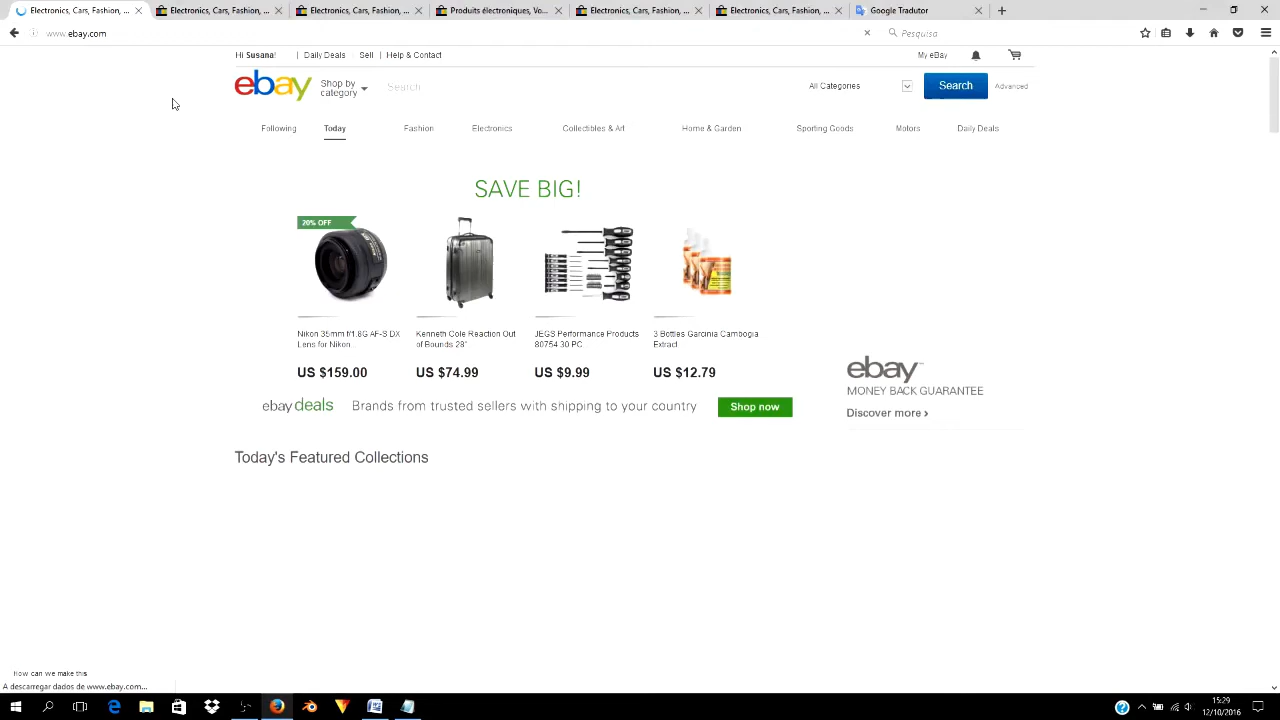 Electronics, Cars, Fashion,... Electronics, Cars, Fashion,... Produtos electrónicos, Vo... Electronics, Cars, Fashion,... Electronics, Cars, Fashion,... Google Tradutor
www.ebay.com Pesquisa
Hi Susana! Daily Deals Sell Help & Contact My eBay
ebay Shop by category Search All Categories Search Advanced
Following Today Fashion Electronics Collectibles & Art Home & Garden Sporting Goods Motors Daily Deals
SAVE BIG!
20% OFF
Nikon 35mm f/1.8G AF-S DX Lens for Nikon..
Kenneth Cole Reaction Out of Bounds 28"
JEGS Performance Products 80754 30 PC
3 Bottles Garcinia Cambogia Extract
US $159.00 US $74.99 US $9.99 US $12.79
ebay deals Brands from trusted sellers with shipping to your country Shop now
ebay
MONEY BACK GUARANTEE
Discover more
Today's Featured Collections
How can we make this
A descarregar dados de www.ebay.com...
15:29
12/10/2016